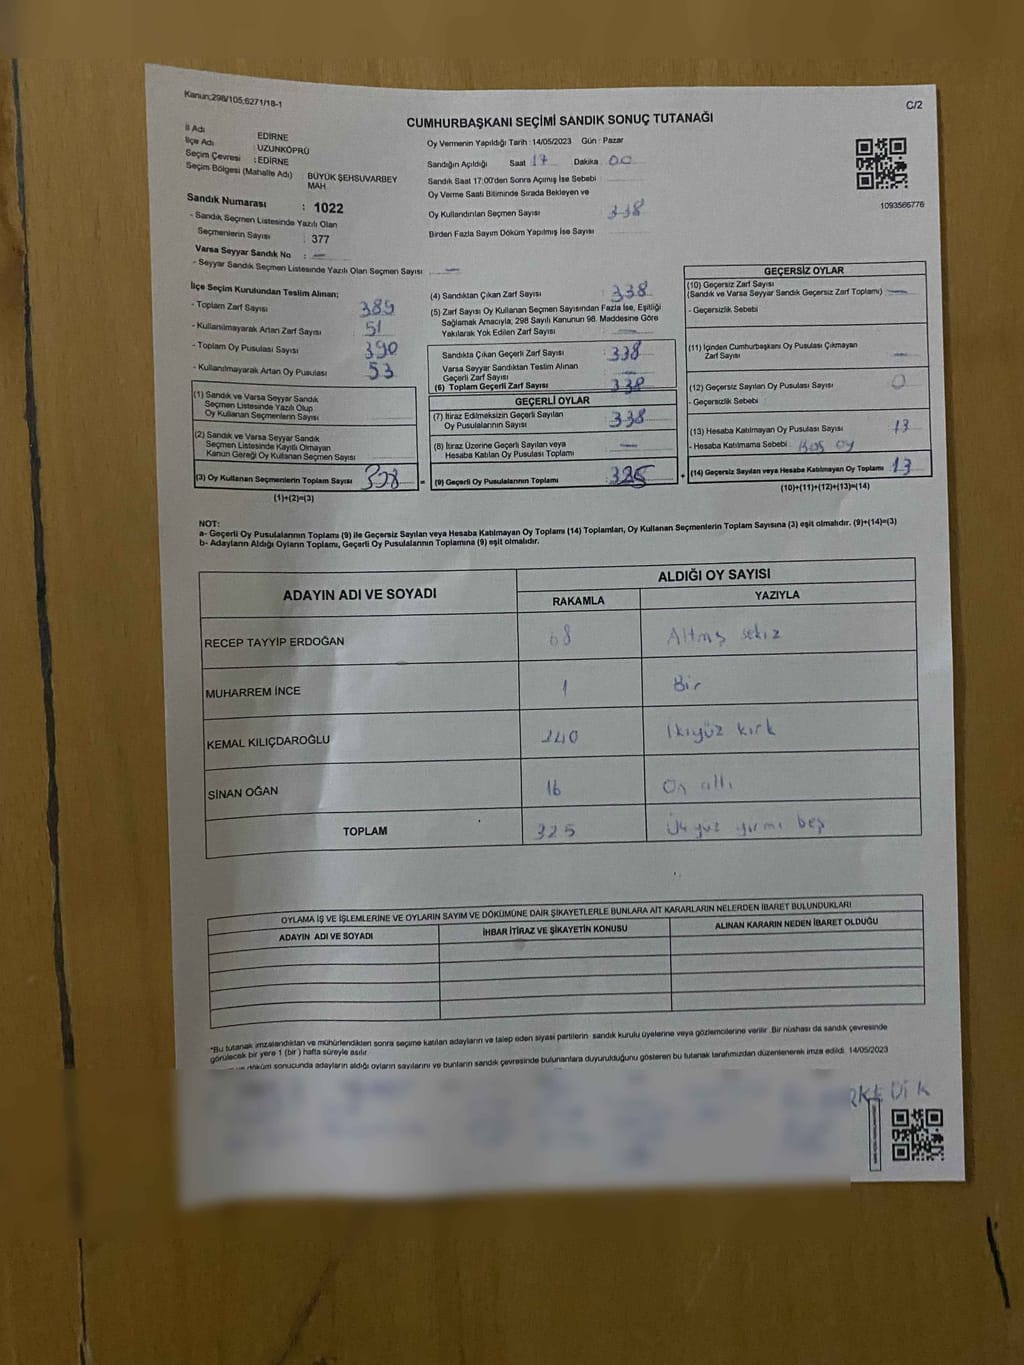 Kanun;298/105;6271/18-1
C/2
CUMHURBAŞKANI SEÇİMİ SANDIK SONUÇ TUTANAĞI
İl Adı : EDİRNE
İlçe Adı : UZUNKÖPRÜ
Seçim Çevresi : EDİRNE
Seçim Bölgesi (Mahalle Adı) : BÜYÜK ŞEHSUVARBEY
MAH.
Sandık Numarası : 1022
- Sandık Seçmen Listesinde Yazılı Olan
Seçmenlerin Sayısı : 377
Varsa Seyyar Sandık No : —
- Seyyar Sandık Seçmen Listesinde Yazılı Olan Seçmen Sayısı : —
Oy Vermenin Yapıldığı Tarih : 14/05/2023 Gün : Pazar
Sandığın Açıldığı Saat 17 Dakika 00
Sandık Saat 17:00'den Sonra Açımış İse Sebebi
Oy Verme Saati Bitiminde Sırada Bekleyen ve
Oy Kullandırılan Seçmen Sayısı : 338
Birden Fazla Sayım Döküm Yapılmış İse Sayısı
1093566776
İlçe Seçim Kurulundan Teslim Alınan;
- Toplam Zarf Sayısı : 389
- Kullanılmayarak Artan Zarf Sayısı : 51
- Toplam Oy Pusulası Sayısı : 390
- Kullanılmayarak Artan Oy Pusulası : 53
(1) Sandık ve Varsa Seyyar Sandık
Seçmen Listesinde Yazılı Olup
Oy Kullanan Seçmenlerin Sayısı
(2) Sandık ve Varsa Seyyar Sandık
Seçmen Listesinde Kayıtlı Olmayan
Kanun Gereği Oy Kullanan Seçmen Sayısı
(3) Oy Kullanan Seçmenlerin Toplam Sayısı 338
(1)+(2)=(3)
(4) Sandıktan Çıkan Zarf Sayısı : 338
(5) Zarf Sayısı Oy Kullanan Seçmen Sayısından Fazla İse, Eşitliği
Sağlamak Amacıyla, 298 Sayılı Kanunun 98. Maddesine Göre
Yakılarak Yok Edilen Zarf Sayısı : —
Sandıkta Çıkan Geçerli Zarf Sayısı : 338
Varsa Seyyar Sandıktan Teslim Alınan
Geçerli Zarf Sayısı : —
(6) Toplam Geçerli Zarf Sayısı : 338
GEÇERLİ OYLAR
(7) İtiraz Edilmeksizin Geçerli Sayılan
Oy Pusulalarının Sayısı : 338
(8) İtiraz Üzerine Geçerli Sayılan veya
Hesaba Katılan Oy Pusulası Toplamı : —
= (9) Geçerli Oy Pusulalarının Toplamı : 325
GEÇERSİZ OYLAR
(10) Geçersiz Zarf Sayısı
(Sandık ve Varsa Seyyar Sandık Geçersiz Zarf Toplamı) : —
- Geçersizlik Sebebi
(11) İçinden Cumhurbaşkanı Oy Pusulası Çıkmayan
Zarf Sayısı : —
(12) Geçersiz Sayılan Oy Pusulası Sayısı : 0
- Geçersizlik Sebebi
(13) Hesaba Katılmayan Oy Pusulası Sayısı : 13
- Hesaba Katılmama Sebebi : Boş oy
+ (14) Geçersiz Sayılan veya Hesaba Katılmayan Oy Toplamı : 13
(10)+(11)+(12)+(13)=(14)
NOT:
a- Geçerli Oy Pusulalarının Toplamı (9) ile Geçersiz Sayılan veya Hesaba Katılmayan Oy Toplamı (14) Toplamları, Oy Kullanan Seçmenlerin Toplam Sayısına (3) eşit olmalıdır. (9)+(14)=(3)
b- Adayların Aldığı Oyların Toplamı, Geçerli Oy Pusulalarının Toplamına (9) eşit olmalıdır.
ADAYIN ADI VE SOYADI ALDIĞI OY SAYISI
RAKAMLA YAZIYLA
RECEP TAYYİP ERDOĞAN 68 Altmış sekiz
MUHARREM İNCE 1 Bir
KEMAL KILIÇDAROĞLU 240 İkiyüz kırk
SİNAN OĞAN 16 On altı
TOPLAM 325 Üç yüz yirmi beş
OYLAMA İŞ VE İŞLEMLERİNE VE OYLARIN SAYIM VE DÖKÜMÜNE DAİR ŞİKAYETLERLE BUNLARA AİT KARARLARIN NELERDEN İBARET BULUNDUKLARI
ADAYIN ADI VE SOYADI İHBAR İTİRAZ VE ŞİKAYETİN KONUSU ALINAN KARARIN NEDEN İBARET OLDUĞU
*Bu tutanak imzalandıktan ve mühürlendikten sonra seçime katılan adayların ve talep eden siyasi partilerin sandık kurulu üyelerine veya gözlemcilerine verilir. Bir nüshası da sandık çevresinde
görülecek bir yere 1 (bir ) hafta süreyle asılır.
döküm sonucunda adayların aldığı oyların sayılarını ve bunların sandık çevresinde bulunanlara duyurulduğunu gösteren bu tutanak tarafımızdan düzenlenerek imza edildi. 14/05/2023